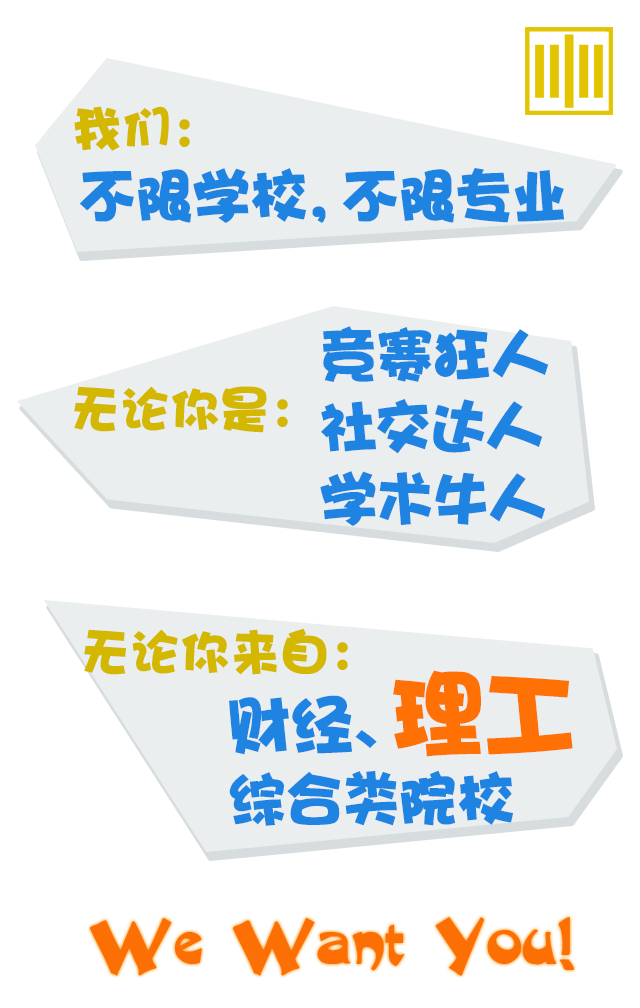 我们：
不限学校，不限专业
无论你是：
竞赛狂人
社交达人
学术牛人
无论你来自：
财经、理工
综合类院校
We Want You!